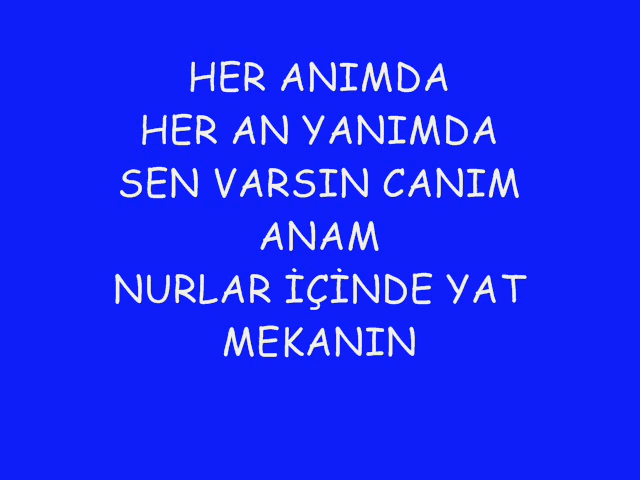 HER ANIMDA
HER AN YANIMDA
SEN VARSIN CANIM
ANAM
NURLAR İÇİNDE YAT
MEKANIN